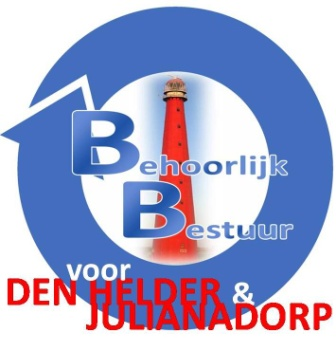 Behoorlijk
Bestuur
voor
DEN HELDER &
JULIANADORP